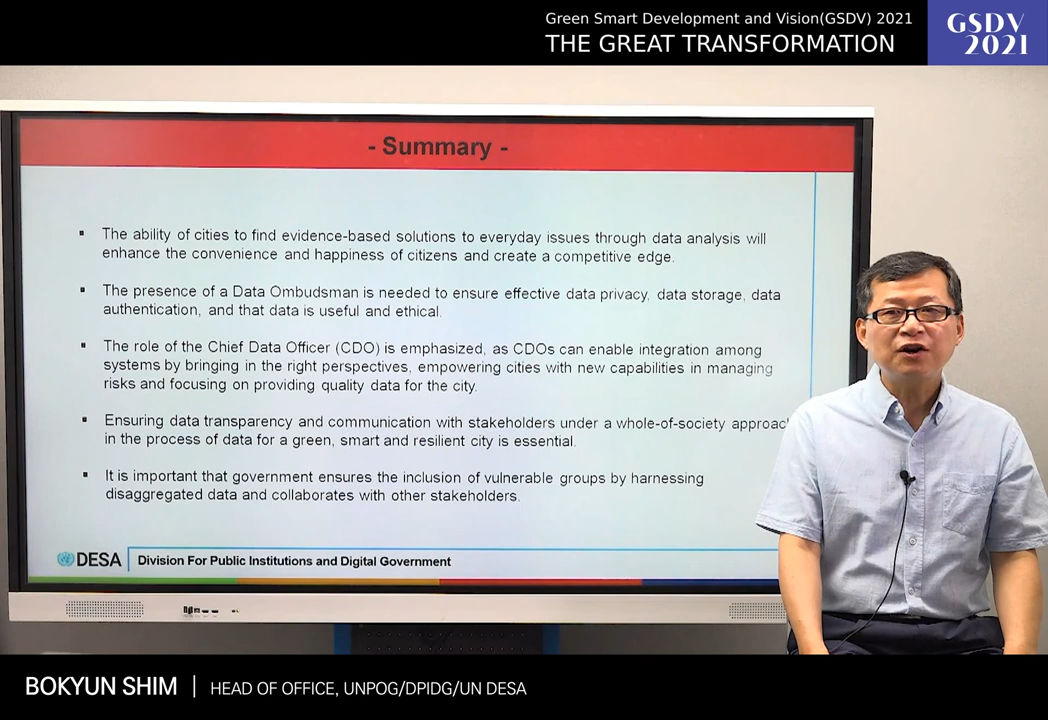 Green Smart Development and Vision(GSDV) 2021
THE GREAT TRANSFORMATION
GSDV
2021
- Summary -
▪ The ability of cities to find evidence-based solutions to everyday issues through data analysis will
enhance the convenience and happiness of citizens and create a competitive edge.
▪ The presence of a Data Ombudsman is needed to ensure effective data privacy, data storage, data
authentication, and that data is useful and ethical.
▪ The role of the Chief Data Officer (CDO) is emphasized, as CDOs can enable integration among
systems by bringing in the right perspectives, empowering cities with new capabilities in managing
risks and focusing on providing quality data for the city.
▪ Ensuring data transparency and communication with stakeholders under a whole-of-society approac
in the process of data for a green, smart and resilient city is essential.
▪ It is important that government ensures the inclusion of vulnerable groups by harnessing
disaggregated data and collaborates with other stakeholders.
DESA Division For Public Institutions and Digital Government
BOKYUN SHIM | HEAD OF OFFICE, UNPOG/DPIDG/UN DESA